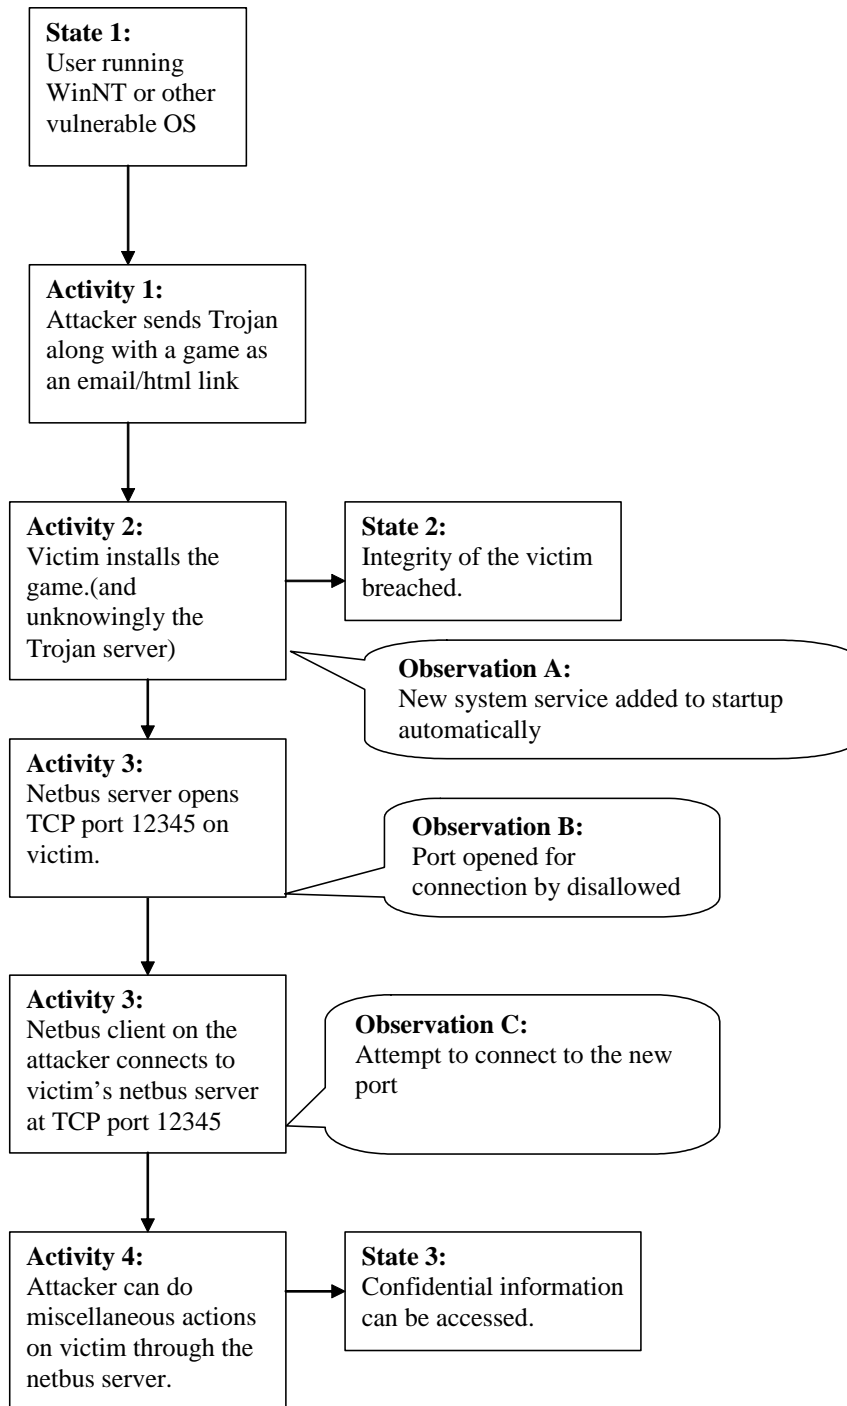 State 1:
User running
WinNT or other
vulnerable OS
Activity 1:
Attacker sends Trojan
along with a game as
an email/html link
Activity 2:
Victim installs the
game.(and
unknowingly the
Trojan server)
State 2:
Integrity of the victim
breached.
Observation A:
New system service added to startup
automatically
Activity 3:
Netbus server opens
TCP port 12345 on
victim.
Observation B:
Port opened for
connection by disallowed
Activity 3:
Netbus client on the
attacker connects to
victim’s netbus server
at TCP port 12345
Observation C:
Attempt to connect to the new
port
Activity 4:
Attacker can do
miscellaneous actions
on victim through the
netbus server.
State 3:
Confidential information
can be accessed.